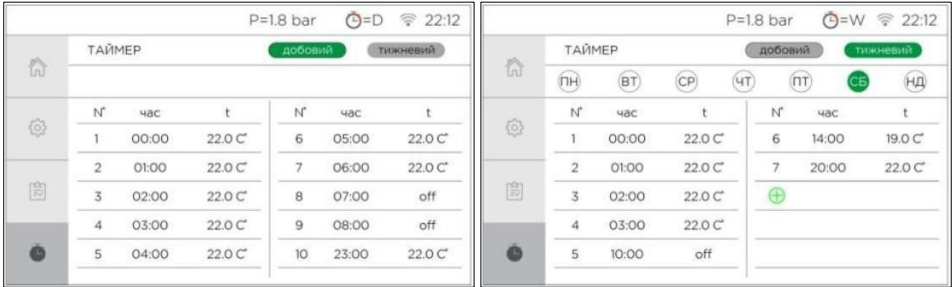 P=1.8 bar =D 22:12
ТАЙМЕР добовий тижневий
N° час t N° час t
1 00:00 22.0 C° 6 05:00 22.0 C°
2 01:00 22.0 C° 7 06:00 22.0 C°
3 02:00 22.0 C° 8 07:00 off
4 03:00 22.0 C° 9 08:00 off
5 04:00 22.0 C° 10 23:00 22.0 C°
P=1.8 bar =W 22:12
ТАЙМЕР добовий тижневий
ПН ВТ СР ЧТ ПТ СБ НД
N° час t N° час t
1 00:00 22.0 C° 6 14:00 19.0 C°
2 01:00 22.0 C° 7 20:00 22.0 C°
3 02:00 22.0 C°
4 03:00 22.0 C°
5 10:00 off